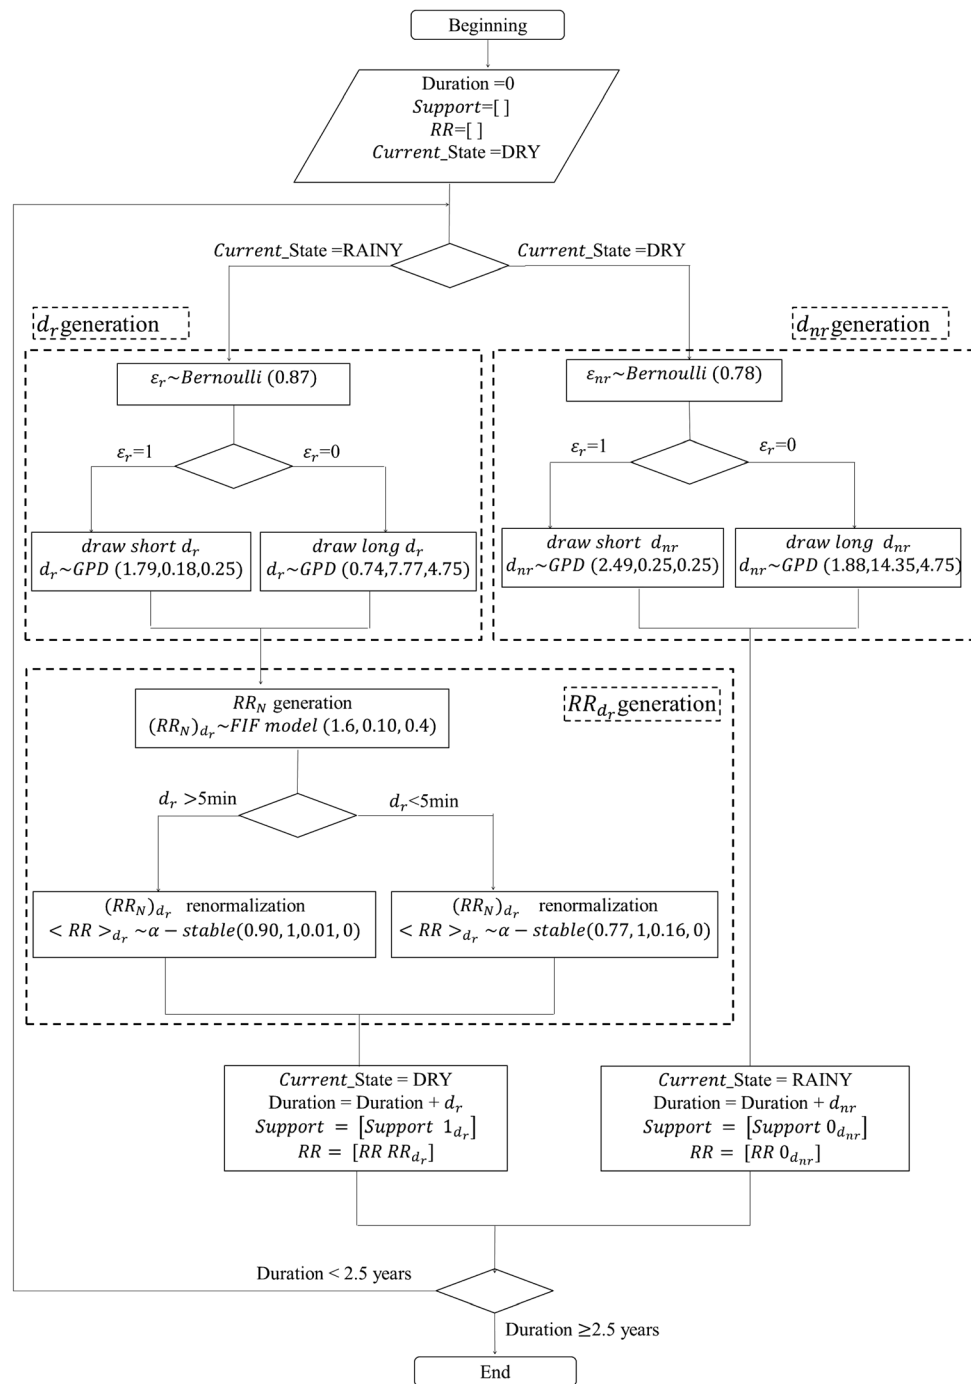 Beginning
Duration =0
Support=[ ]
RR=[ ]
Current_State =DRY
Current_State =RAINY
Current_State =DRY
d_r generation
d_nr generation
ε_r~Bernoulli (0.87)
ε_nr~Bernoulli (0.78)
ε_r=1
ε_r=0
ε_r=1
ε_r=0
draw short d_r
d_r~GPD (1.79,0.18,0.25)
draw long d_r
d_r~GPD (0.74,7.77,4.75)
draw short d_nr
d_nr~GPD (2.49,0.25,0.25)
draw long d_nr
d_nr~GPD (1.88,14.35,4.75)
RR_N generation
(RR_N)_d_r~FIF model (1.6, 0.10, 0.4)
RR_d_r generation
d_r >5min
d_r<5min
(RR_N)_d_r renormalization
< RR >_d_r ~α − stable(0.90, 1,0.01, 0)
(RR_N)_d_r renormalization
< RR >_d_r ~α − stable(0.77, 1,0.16, 0)
Current_State = DRY
Duration = Duration + d_r
Support = [Support 1_d_r]
RR = [RR RR_d_r]
Current_State = RAINY
Duration = Duration + d_nr
Support = [Support 0_d_nr]
RR = [RR 0_d_nr]
Duration < 2.5 years
Duration ≥2.5 years
End